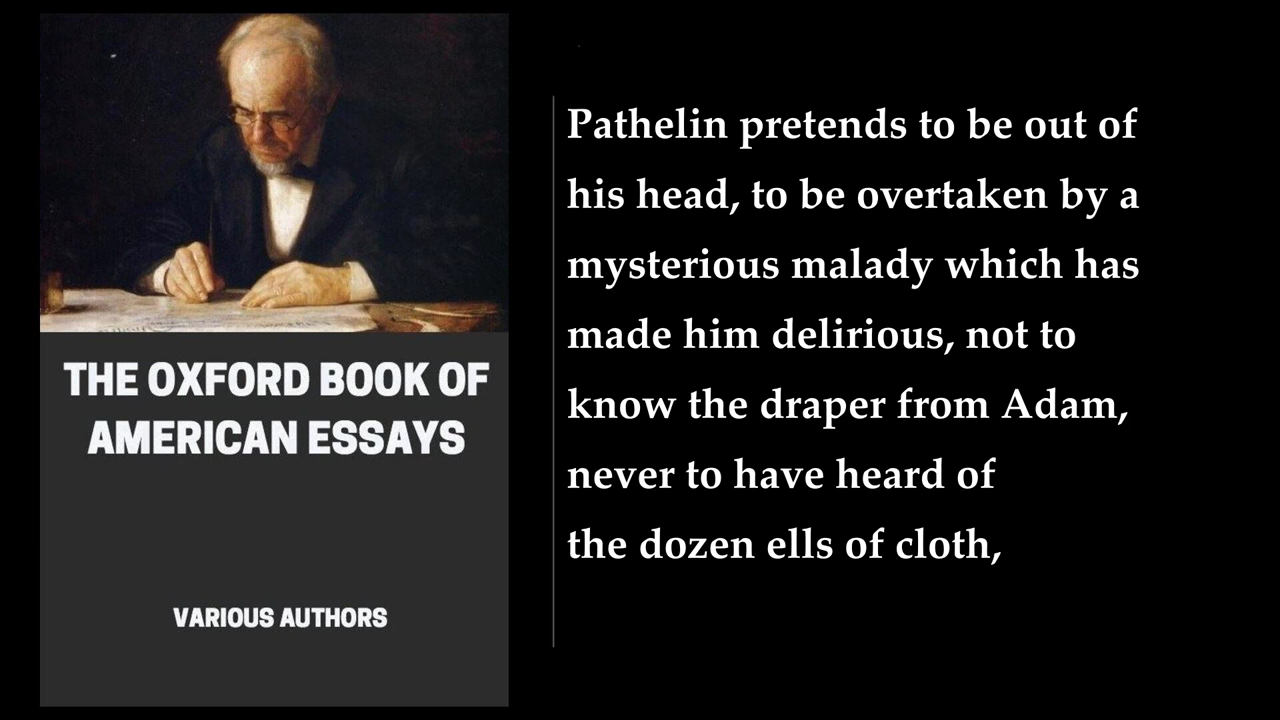 THE OXFORD BOOK OF
AMERICAN ESSAYS
VARIOUS AUTHORS
Pathelin pretends to be out of
his head, to be overtaken by a
mysterious malady which has
made him delirious, not to
know the draper from Adam,
never to have heard of
the dozen ells of cloth,